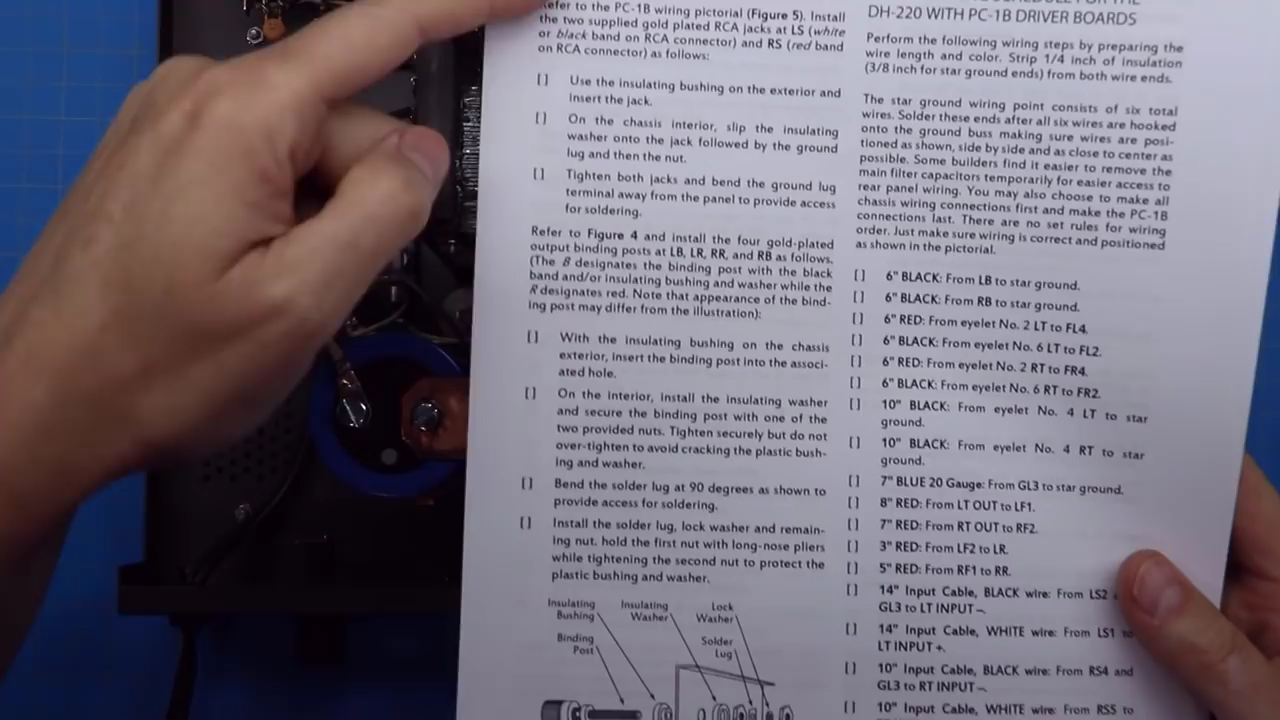 Refer to the PC-1B wiring pictorial (Figure 5). Install
the two supplied gold plated RCA jacks at LS (white
or black band on RCA connector) and RS (red band
on RCA connector) as follows:
[ ] Use the insulating bushing on the exterior and
insert the jack.
[ ] On the chassis interior, slip the insulating
washer onto the jack followed by the ground
lug and then the nut.
[ ] Tighten both jacks and bend the ground lug
terminal away from the panel to provide access
for soldering.
Refer to Figure 4 and install the four gold-plated
output binding posts at LB, LR, RR, and RB as follows.
(The B designates the binding post with the black
band and/or insulating bushing and washer while the
R designates red. Note that appearance of the bind-
ing post may differ from the illustration):
[ ] With the insulating bushing on the chassis
exterior, insert the binding post into the associ-
ated hole.
[ ] On the interior, install the insulating washer
and secure the binding post with one of the
two provided nuts. Tighten securely but do not
over-tighten to avoid cracking the plastic bush-
ing and washer.
[ ] Bend the solder lug at 90 degrees as shown to
provide access for soldering.
[ ] Install the solder lug, lock washer and remain-
ing nut. hold the first nut with long-nose pliers
while tightening the second nut to protect the
plastic bushing and washer.
Insulating
Bushing
Insulating
Washer
Lock
Washer
Binding
Post
Solder
Lug
DH-220 WITH PC-1B DRIVER BOARDS
Perform the following wiring steps by preparing the
wire length and color. Strip 1/4 inch of insulation
(3/8 inch for star ground ends) from both wire ends.
The star ground wiring point consists of six total
wires. Solder these ends after all six wires are hooked
onto the ground buss making sure wires are posi-
tioned as shown, side by side and as close to center as
possible. Some builders find it easier to remove the
main filter capacitors temporarily for easier access to
rear panel wiring. You may also choose to make all
chassis wiring connections first and make the PC-1B
connections last. There are no set rules for wiring
order. Just make sure wiring is correct and positioned
as shown in the pictorial.
[ ] 6" BLACK: From LB to star ground.
[ ] 6" BLACK: From RB to star ground.
[ ] 6" RED: From eyelet No. 2 LT to FL4.
[ ] 6" BLACK: From eyelet No. 6 LT to FL2.
[ ] 6" RED: From eyelet No. 2 RT to FR4.
[ ] 6" BLACK: From eyelet No. 6 RT to FR2.
[ ] 10" BLACK: From eyelet No. 4 LT to star
ground.
[ ] 10" BLACK: From eyelet No. 4 RT to star
ground.
[ ] 7" BLUE 20 Gauge: From GL3 to star ground.
[ ] 8" RED: From LT OUT to LF1.
[ ] 7" RED: From RT OUT to RF2.
[ ] 3" RED: From LF2 to LR.
[ ] 5" RED: From RF1 to RR.
[ ] 14" Input Cable, BLACK wire: From LS2
GL3 to LT INPUT –.
[ ] 14" Input Cable, WHITE wire: From LS1 to
LT INPUT +.
[ ] 10" Input Cable, BLACK wire: From RS4 and
GL3 to RT INPUT –.
[ ] 10" Input Cable, WHITE wire: From RS5 to